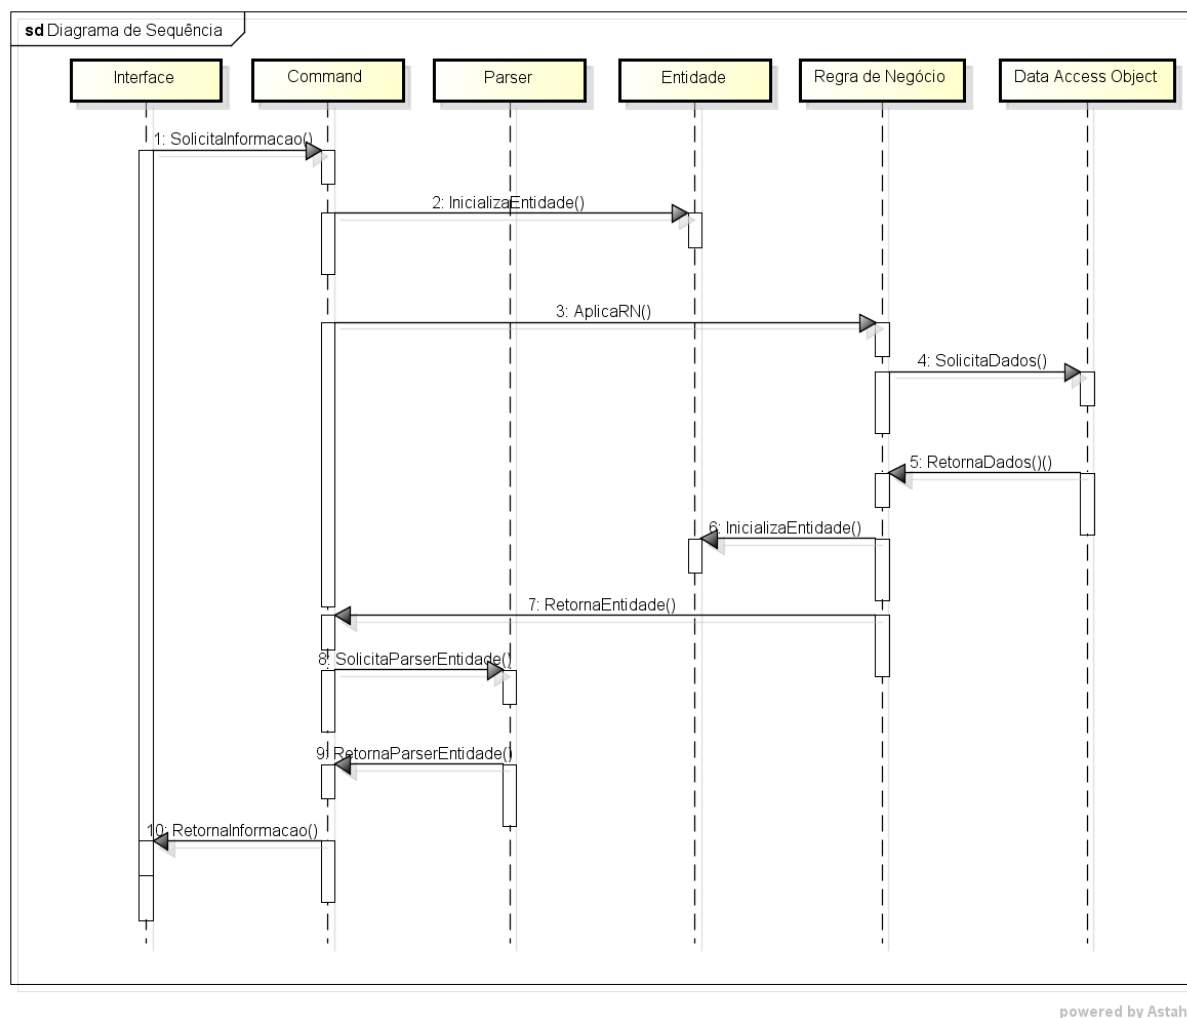 sd Diagrama de Sequência
Interface
Command
Parser
Entidade
Regra de Negócio
Data Access Object
1: SolicitaInformacao()
2: InicializaEntidade()
3: AplicaRN()
4: SolicitaDados()
5: RetornaDados()()
6: InicializaEntidade()
7: RetornaEntidade()
8: SolicitaParserEntidade()
9: RetornaParserEntidade()
10: RetornaInformacao()
powered by Astah